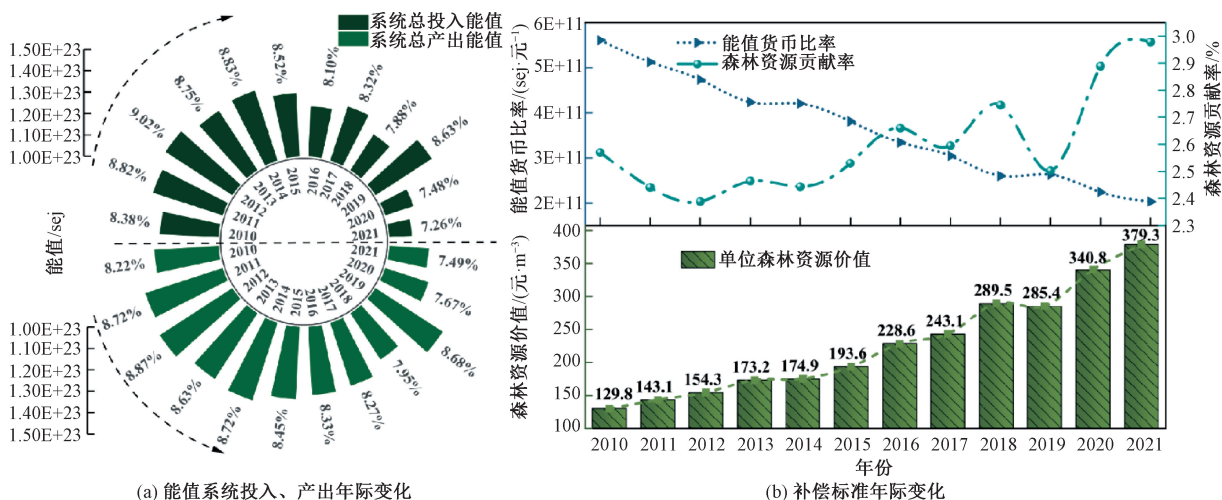 系统总投入能值
系统总产出能值
能值/sej
1.50E+23
1.40E+23
1.30E+23
1.20E+23
1.10E+23
1.00E+23
1.00E+23
1.10E+23
1.20E+23
1.30E+23
1.40E+23
1.50E+23
8.38%
8.82%
9.02%
8.75%
8.83%
8.52%
8.10%
8.32%
7.88%
8.63%
7.48%
7.26%
2010
2011
2012
2013
2014
2015
2016
2017
2018
2019
2020
2021
8.22%
8.72%
8.87%
8.63%
8.72%
8.45%
8.33%
8.27%
7.95%
8.68%
7.67%
7.49%
2010
2011
2012
2013
2014
2015
2016
2017
2018
2019
2020
2021
(a) 能值系统投入、产出年际变化
能值货币比率/(sej·元⁻¹)
6E+11
5E+11
4E+11
3E+11
2E+11
能值货币比率
森林资源贡献率
3.0
2.9
2.8
2.7
2.6
2.5
2.4
2.3
森林资源贡献率/%
森林资源价值/(元·m⁻³)
400
350
300
250
200
150
100
单位森林资源价值
129.8
143.1
154.3
173.2
174.9
193.6
228.6
243.1
289.5
285.4
340.8
379.3
2010 2011 2012 2013 2014 2015 2016 2017 2018 2019 2020 2021
年份
(b) 补偿标准年际变化